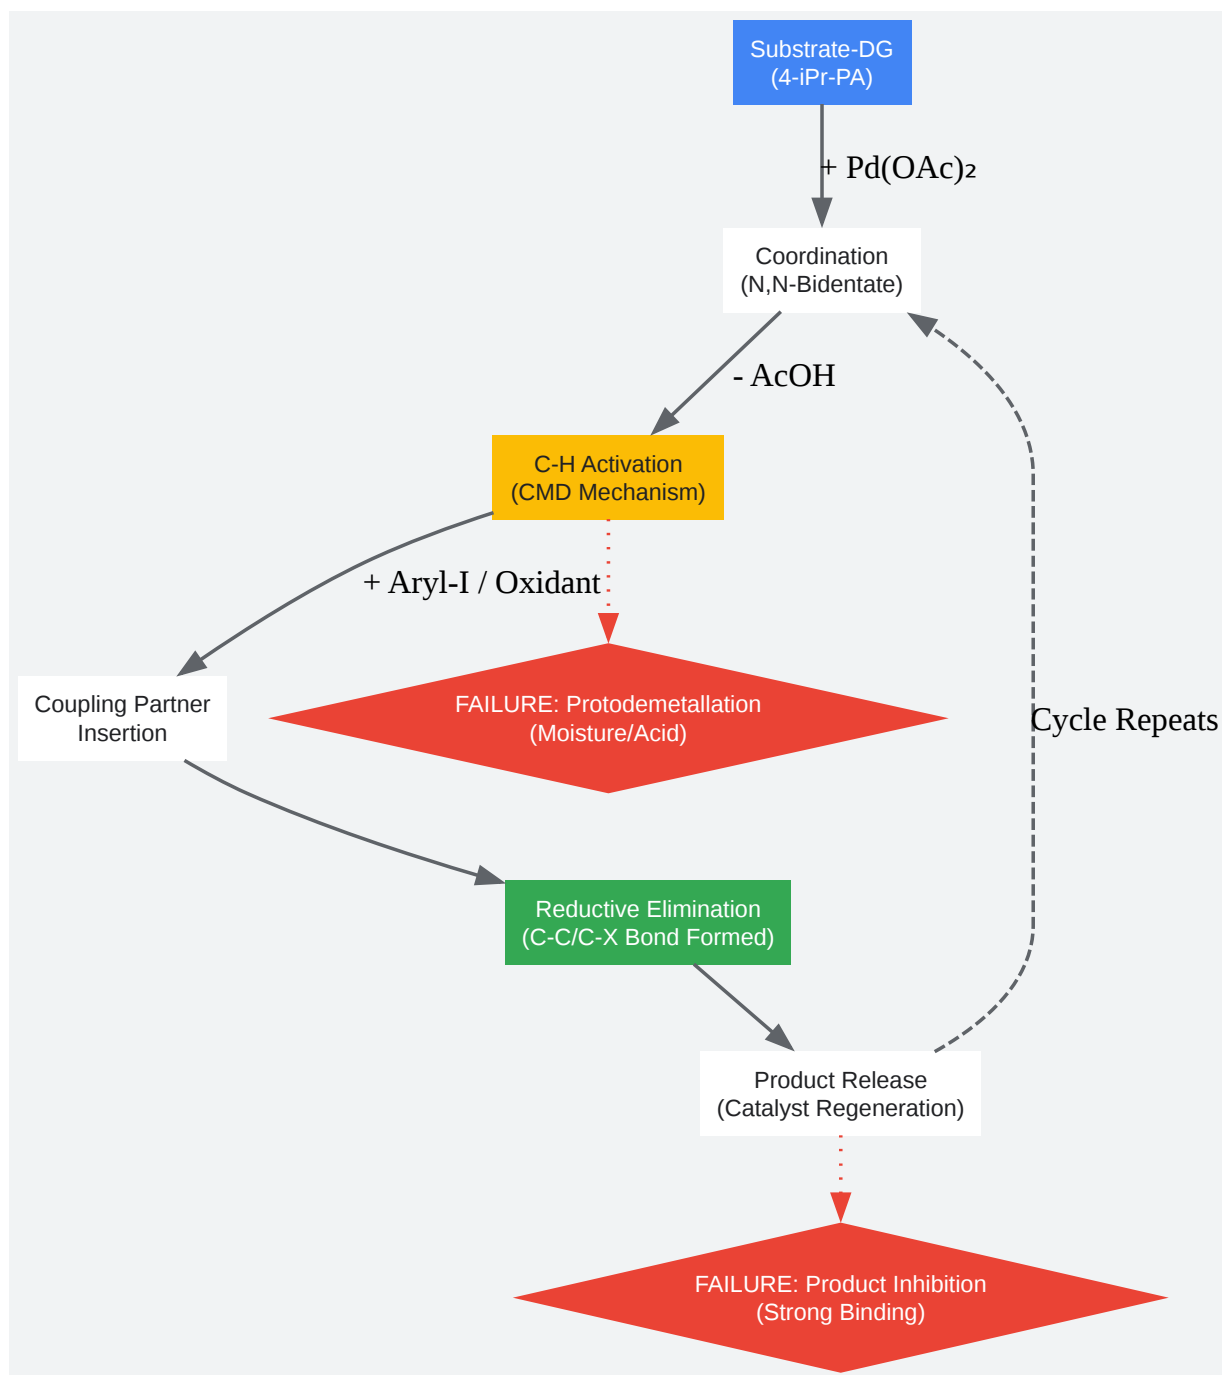 Substrate-DG
(4-iPr-PA)
+ Pd(OAc)₂
Coordination
(N,N-Bidentate)
- AcOH
C-H Activation
(CMD Mechanism)
+ Aryl-I / Oxidant
Coupling Partner
Insertion
FAILURE: Protodemetallation
(Moisture/Acid)
Cycle Repeats
Reductive Elimination
(C-C/C-X Bond Formed)
Product Release
(Catalyst Regeneration)
FAILURE: Product Inhibition
(Strong Binding)